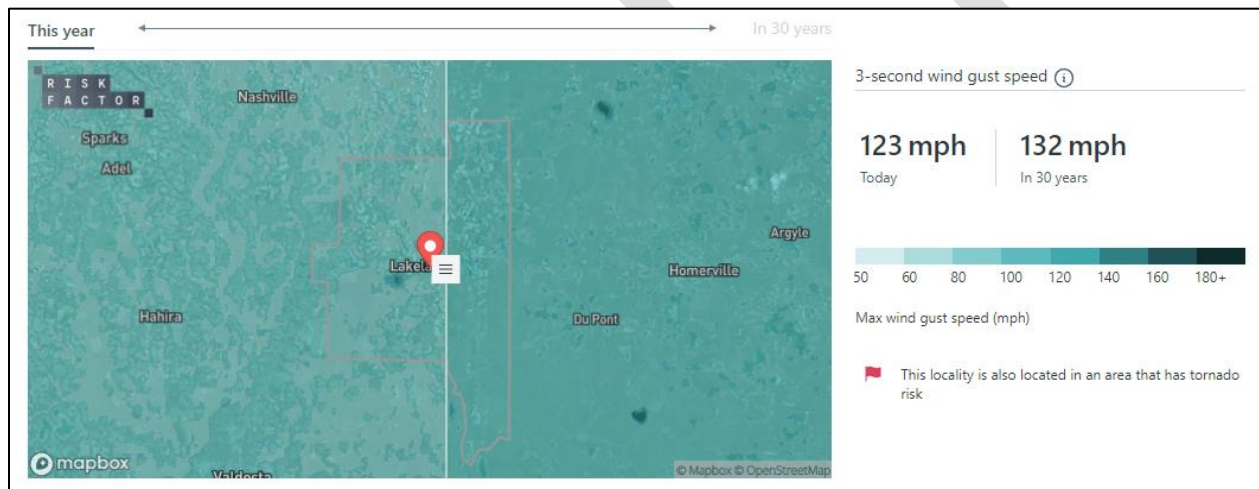 This year
In 30 years
RISK
FACTOR
Nashville
Sparks
Adel
Argyle
Lakel
Homerville
Hahira
Du Pont
Valdosta
mapbox
© Mapbox © OpenStreetMap
3-second wind gust speed i
123 mph
132 mph
Today
In 30 years
50 60 80 100 120 140 160 180+
Max wind gust speed (mph)
This locality is also located in an area that has tornado
risk